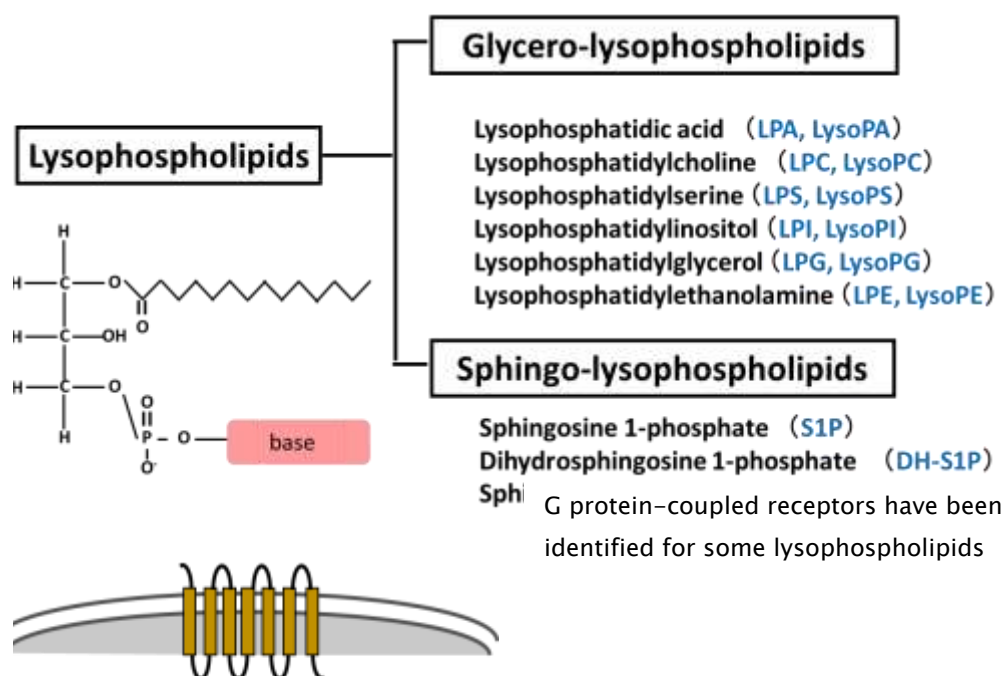 Glycero-lysophospholipids
Lysophospholipids
Lysophosphatidic acid （LPA, LysoPA）
Lysophosphatidylcholine （LPC, LysoPC）
Lysophosphatidylserine（LPS, LysoPS）
Lysophosphatidylinositol（LPI, LysoPI）
Lysophosphatidylglycerol（LPG, LysoPG）
Lysophosphatidylethanolamine（LPE, LysoPE）
Sphingo-lysophospholipids
Sphingosine 1-phosphate （S1P）
Dihydrosphingosine 1-phosphate （DH-S1P）
G protein-coupled receptors have been
identified for some lysophospholipids
H
H C O
O
H C OH
H C O
H
O
P O base
O-